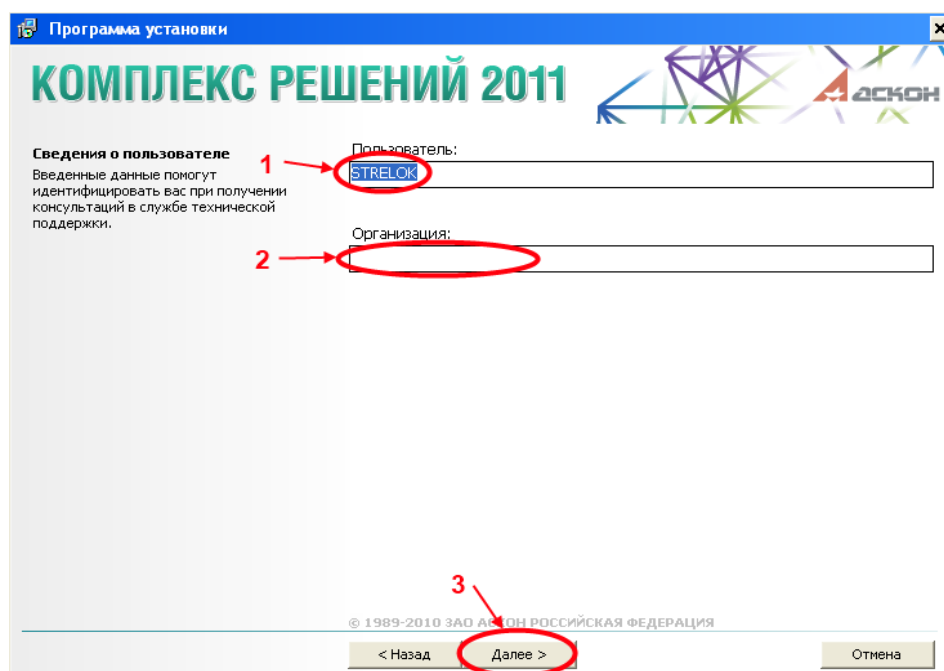 Программа установки
КОМПЛЕКС РЕШЕНИЙ 2011
АСКОН
Сведения о пользователе
Введенные данные помогут
идентифицировать вас при получении
консультаций в службе технической
поддержки.
1
Пользователь:
STRELOK
Организация:
2
3
© 1989-2010 ЗАО АСКОН РОССИЙСКАЯ ФЕДЕРАЦИЯ
< Назад
Далее >
Отмена